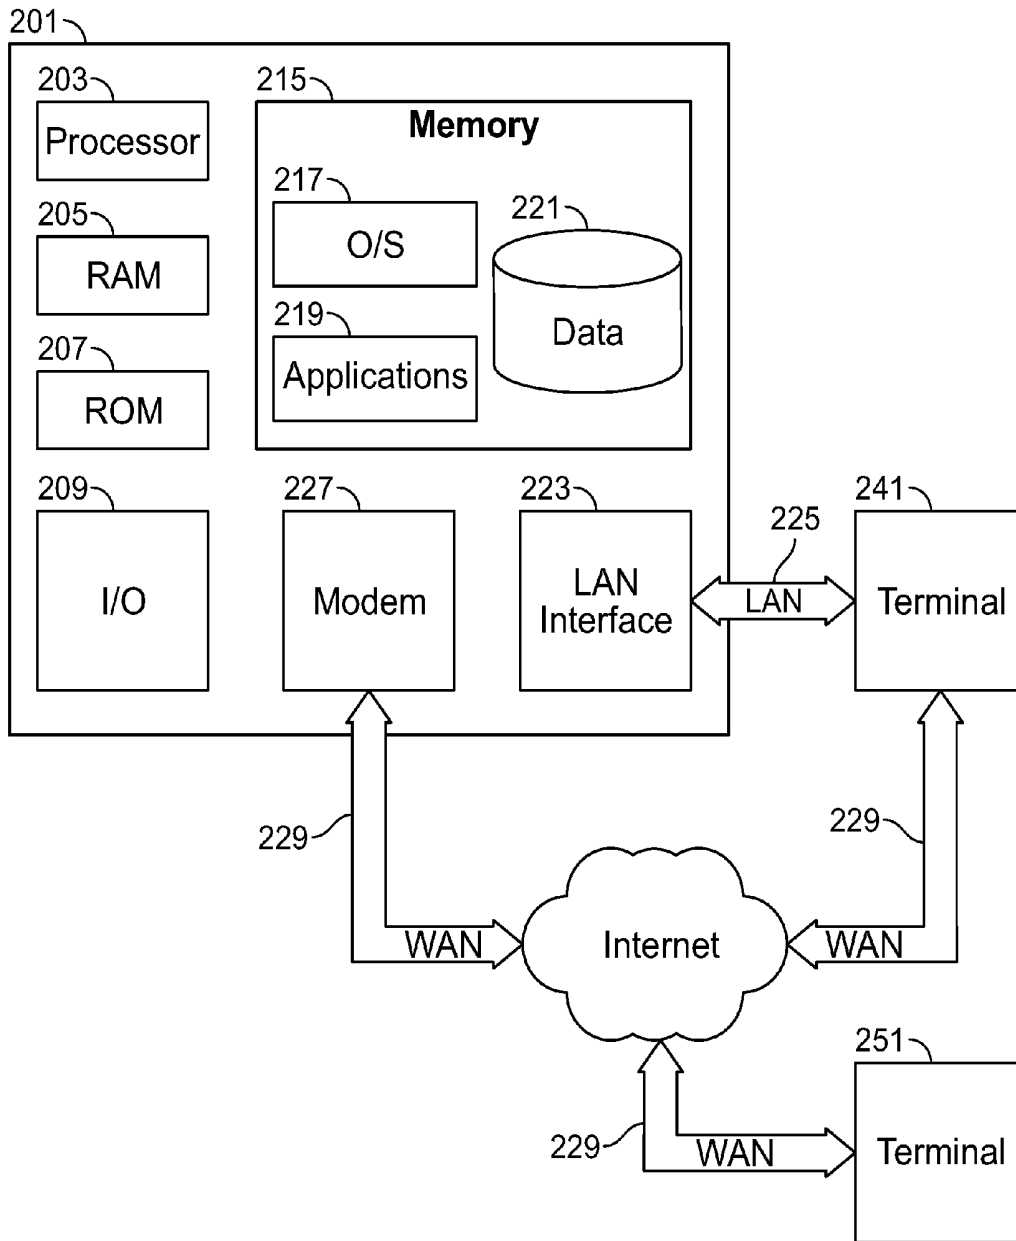 201
203
Processor
205
RAM
207
ROM
209
I/O
215
Memory
217
O/S
219
Applications
221
Data
227
Modem
223
LAN
Interface
225
LAN
241
Terminal
229
WAN
Internet
229
WAN
229
WAN
251
Terminal